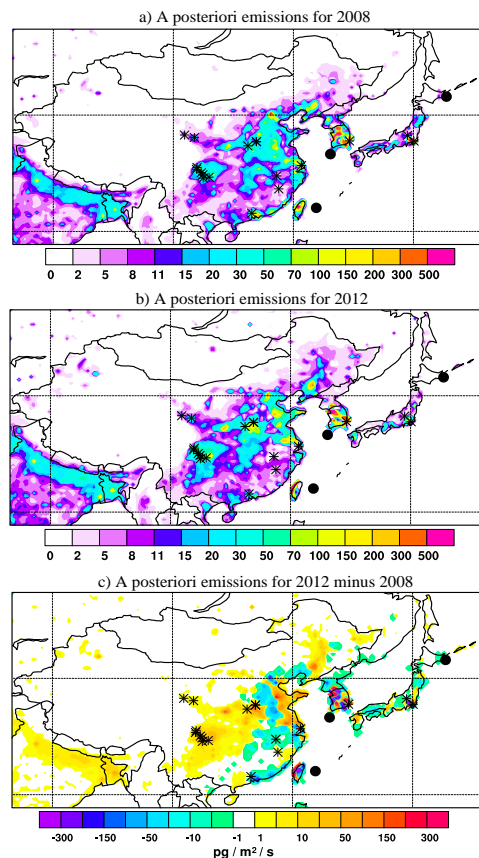 a) A posteriori emissions for 2008
0 2 5 8 11 15 20 30 50 70 100 150 200 300 500
b) A posteriori emissions for 2012
0 2 5 8 11 15 20 30 50 70 100 150 200 300 500
c) A posteriori emissions for 2012 minus 2008
-300 -150 -50 -10 -1 1 10 50 150 300
pg / m² / s